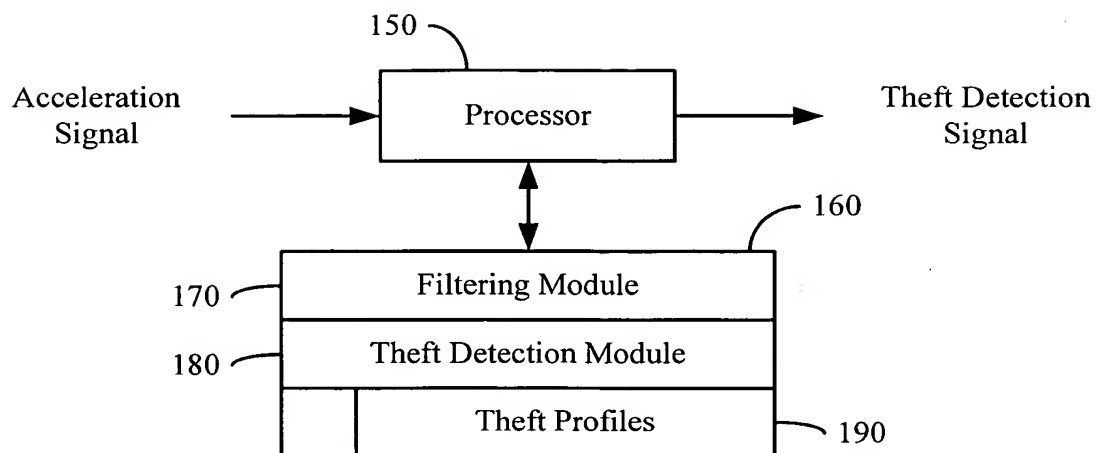 150
Acceleration
Signal
Processor
Theft Detection
Signal
160
Filtering Module
170
Theft Detection Module
180
Theft Profiles
190